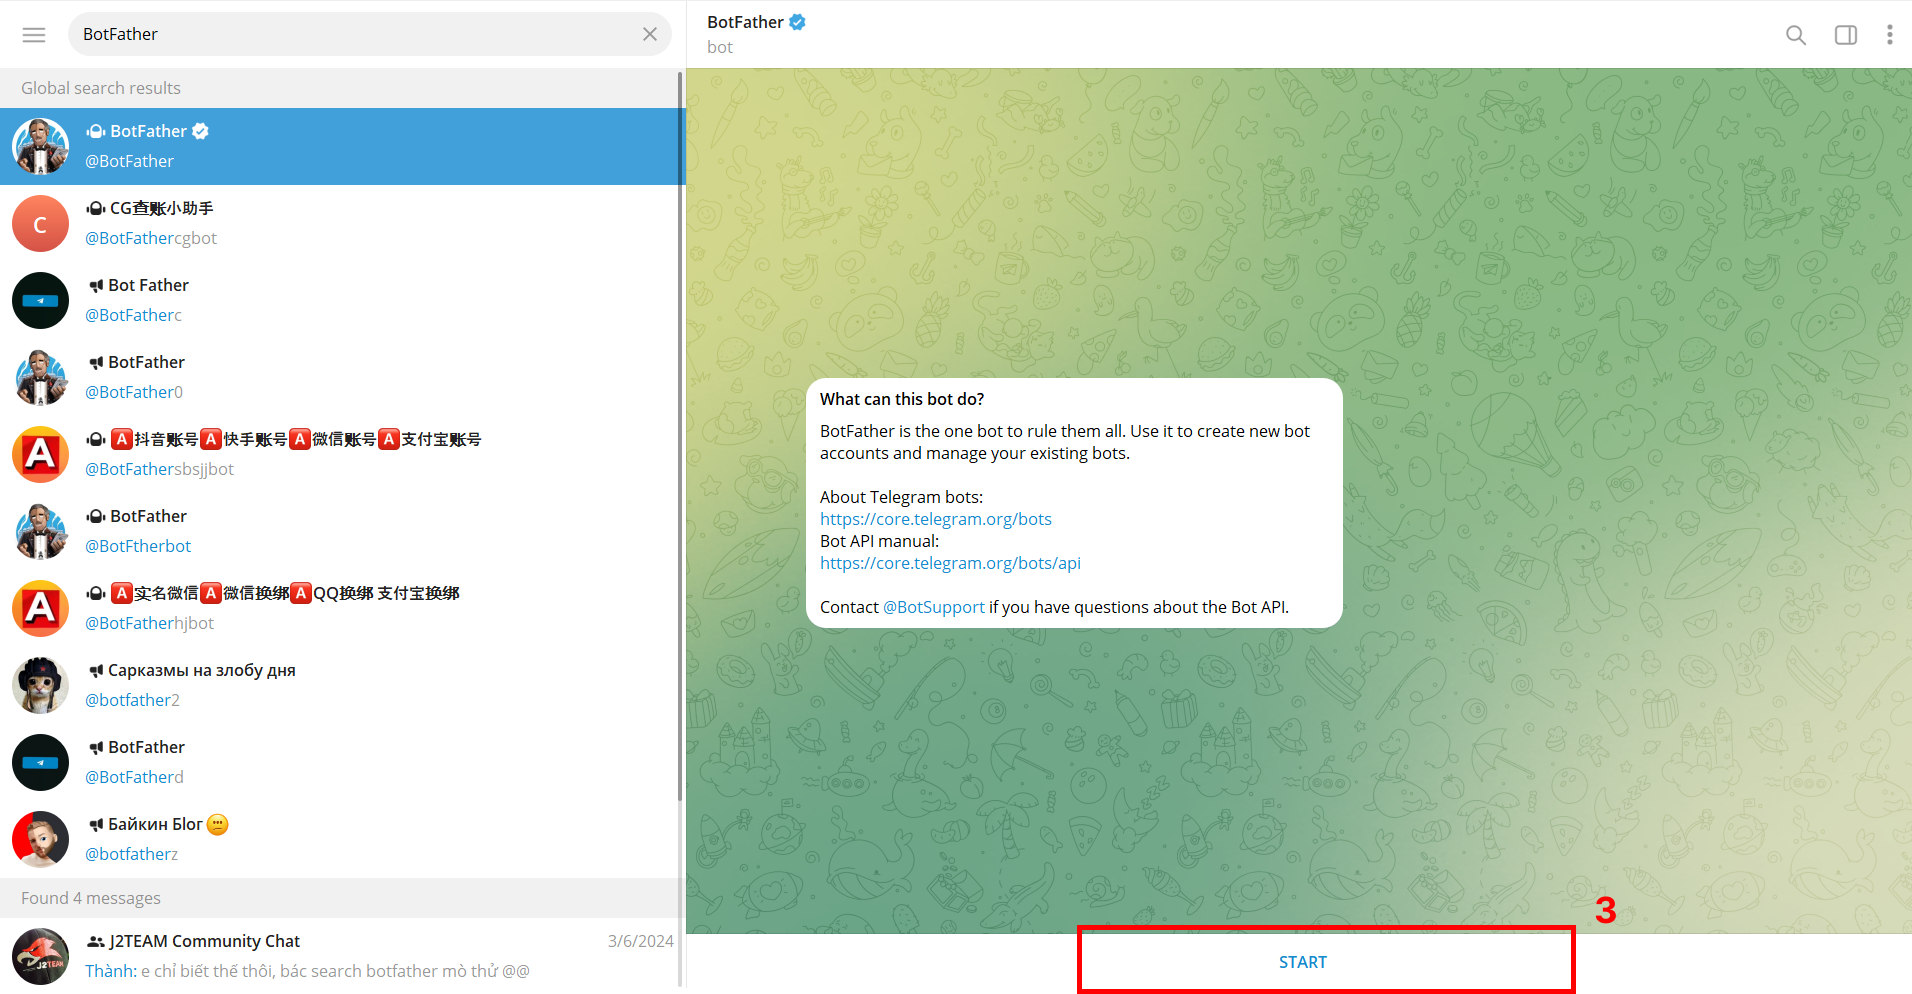 BotFather
Global search results
BotFather
@BotFather
C
CG查账小助手
@BotFathercgbot
Bot Father
@BotFatherc
BotFather
@BotFather0
A
A抖音账号A快手账号A微信账号A支付宝账号
@BotFathersbsjjbot
BotFather
@BotFtherbot
A
A实名微信A微信换绑AQQ换绑 支付宝换绑
@BotFatherhjbot
Сарказмы на злобу дня
@botfather2
BotFather
@BotFatherd
Байкин Бlог
@botfatherz
Found 4 messages
J2TEAM
J2TEAM Community Chat
3/6/2024
Thành: e chỉ biết thế thôi, bác search botfather mò thử @@
BotFather
bot
What can this bot do?
BotFather is the one bot to rule them all. Use it to create new bot
accounts and manage your existing bots.
About Telegram bots:
https://core.telegram.org/bots
Bot API manual:
https://core.telegram.org/bots/api
Contact @BotSupport if you have questions about the Bot API.
3
START